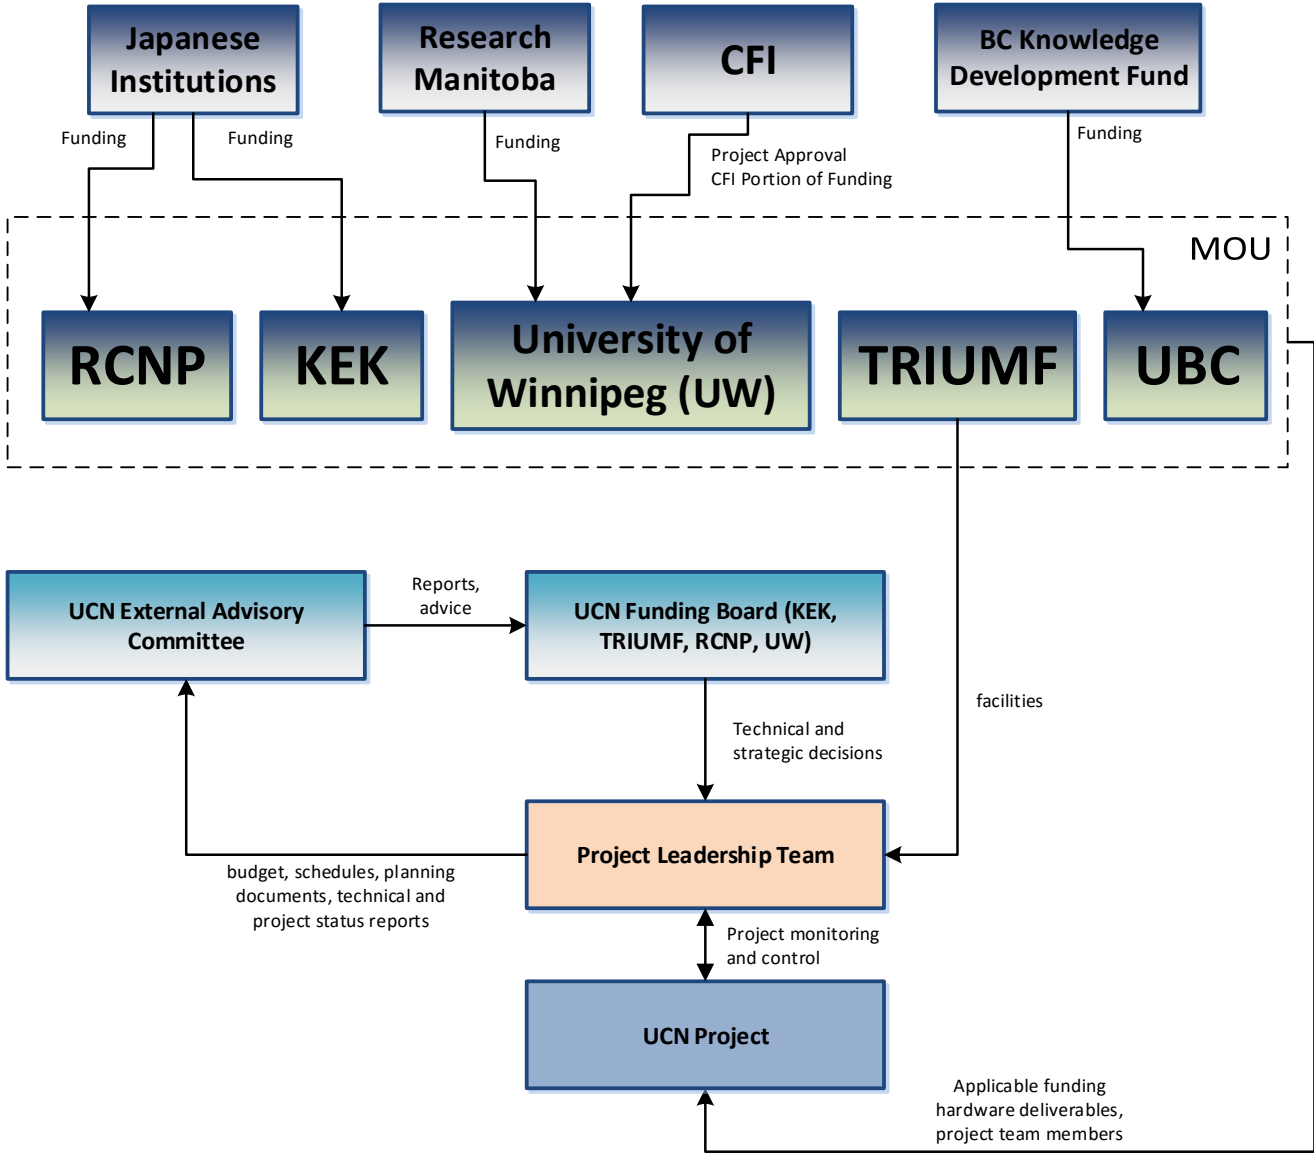 Japanese
Institutions
Research
Manitoba
CFI
BC Knowledge
Development Fund
Funding
Funding
Funding
Project Approval
CFI Portion of Funding
Funding
MOU
RCNP
KEK
University of
Winnipeg (UW)
TRIUMF
UBC
UCN External Advisory
Committee
Reports,
advice
UCN Funding Board (KEK,
TRIUMF, RCNP, UW)
facilities
Technical and
strategic decisions
Project Leadership Team
budget, schedules, planning
documents, technical and
project status reports
Project monitoring
and control
UCN Project
Applicable funding
hardware deliverables,
project team members